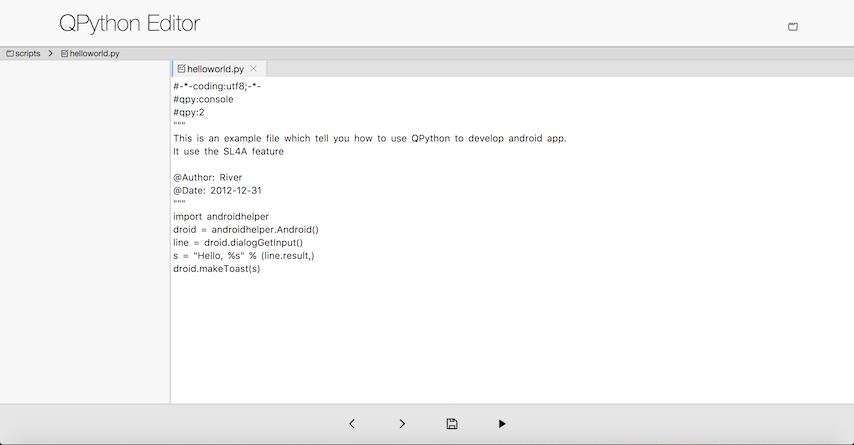 QPython Editor
scripts > helloworld.py
helloworld.py ×
#-*-coding:utf8;-*-
#qpy:console
#qpy:2
"""
This is an example file which tell you how to use QPython to develop android app.
It use the SL4A feature
@Author: River
@Date: 2012-12-31
"""
import androidhelper
droid = androidhelper.Android()
line = droid.dialogGetInput()
s = "Hello, %s" % (line.result,)
droid.makeToast(s)